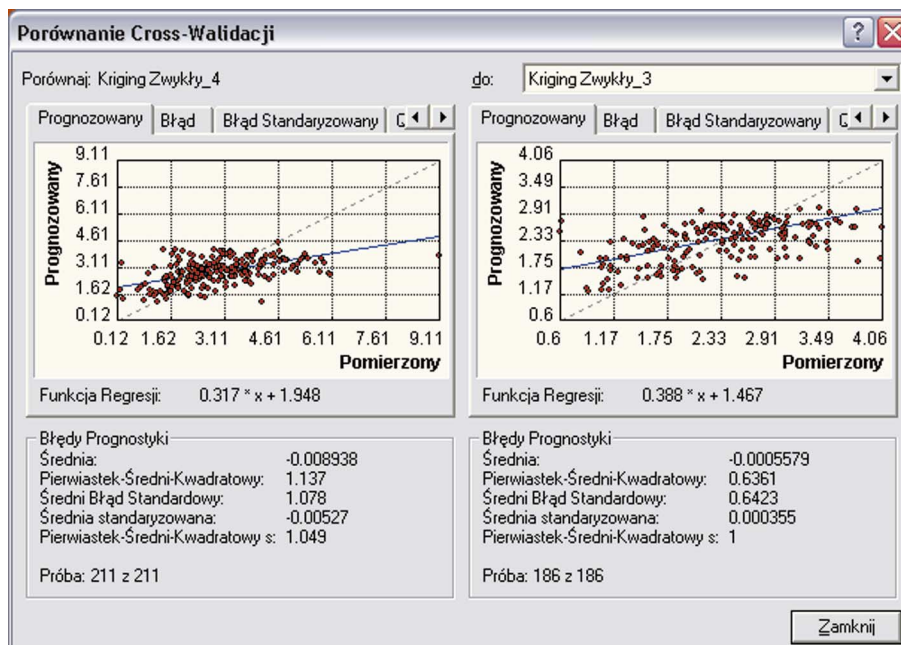 Porównanie Cross-Walidacji
Porównaj: Kriging Zwykły_4
do: Kriging Zwykły_3
Prognozowany Błąd Błąd Standaryzowany
9.11
7.61
6.11
4.61
3.11
1.62
0.12
Prognozowany
0.12 1.62 3.11 4.61 6.11 7.61 9.11
Pomierzony
Funkcja Regresji: 0.317 * x + 1.948
Błędy Prognostyki
Średnia: -0.008938
Pierwiastek-Średni-Kwadratowy: 1.137
Średni Błąd Standardowy: 1.078
Średnia standaryzowana: -0.00527
Pierwiastek-Średni-Kwadratowy s: 1.049
Próba: 211 z 211
Prognozowany Błąd Błąd Standaryzowany
4.06
3.49
2.91
2.33
1.75
1.17
0.6
Prognozowany
0.6 1.17 1.75 2.33 2.91 3.49 4.06
Pomierzony
Funkcja Regresji: 0.388 * x + 1.467
Błędy Prognostyki
Średnia: -0.0005579
Pierwiastek-Średni-Kwadratowy: 0.6361
Średni Błąd Standardowy: 0.6423
Średnia standaryzowana: 0.000355
Pierwiastek-Średni-Kwadratowy s: 1
Próba: 186 z 186
Zamknij